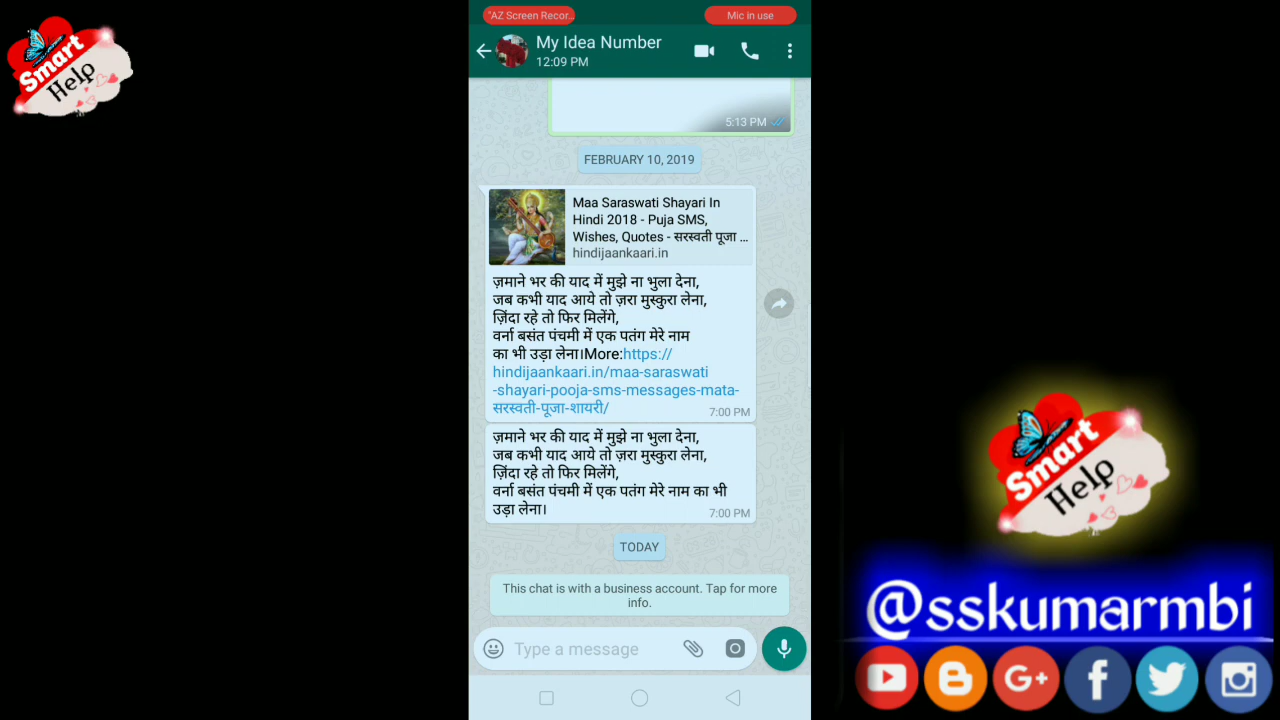 Smart
Help
"AZ Screen Recor...
Mic in use
My Idea Number
12:09 PM
5:13 PM
FEBRUARY 10, 2019
Maa Saraswati Shayari In
Hindi 2018 - Puja SMS,
Wishes, Quotes - सरस्वती पूजा ...
hindijaankaari.in
ज़माने भर की याद में मुझे ना भुला देना,
जब कभी याद आये तो ज़रा मुस्कुरा लेना,
ज़िंदा रहे तो फिर मिलेंगे,
वर्ना बसंत पंचमी में एक पतंग मेरे नाम
का भी उड़ा लेना।More:https://
hindijaankaari.in/maa-saraswati
-shayari-pooja-sms-messages-mata-
सरस्वती-पूजा-शायरी/
7:00 PM
ज़माने भर की याद में मुझे ना भुला देना,
जब कभी याद आये तो ज़रा मुस्कुरा लेना,
ज़िंदा रहे तो फिर मिलेंगे,
वर्ना बसंत पंचमी में एक पतंग मेरे नाम का भी
उड़ा लेना।
7:00 PM
TODAY
This chat is with a business account. Tap for more
info.
Type a message
Smart
Help
@sskumarmbi